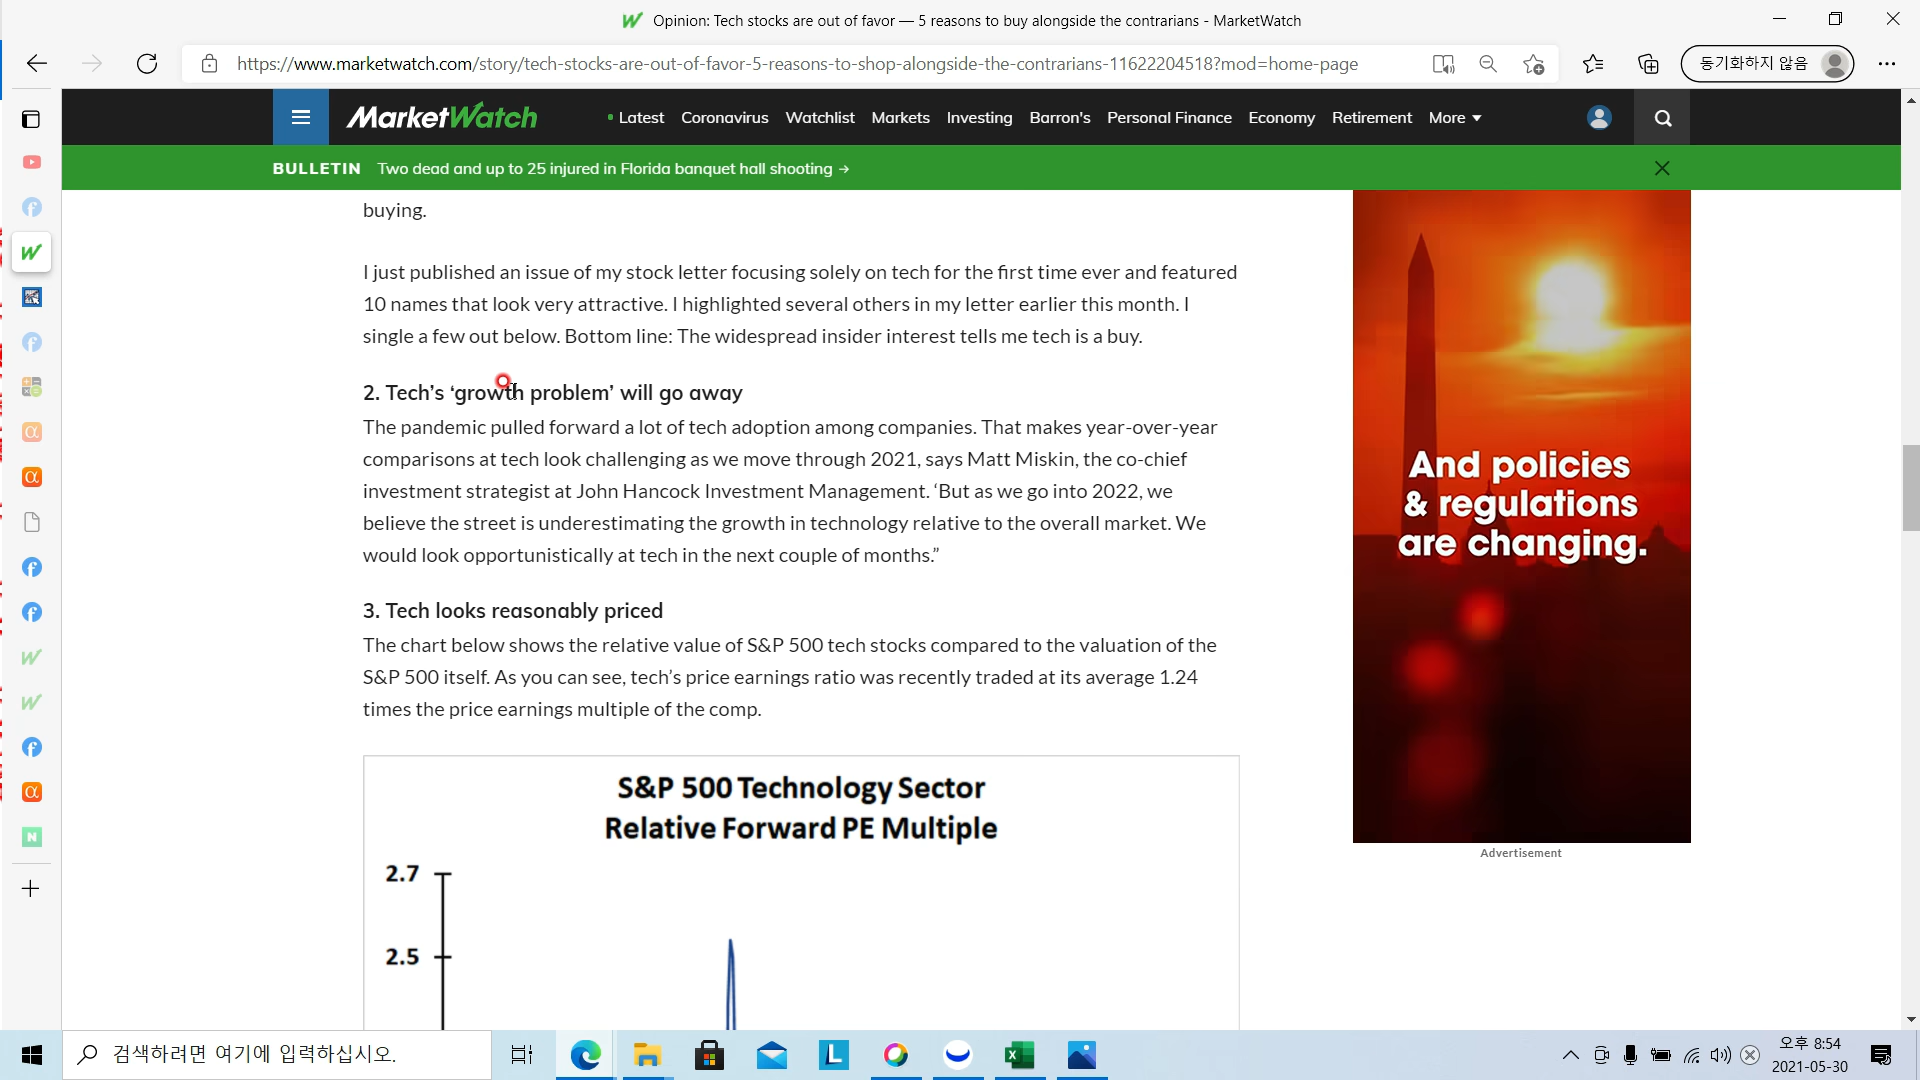 Opinion: Tech stocks are out of favor — 5 reasons to buy alongside the contrarians - MarketWatch
https://www.marketwatch.com/story/tech-stocks-are-out-of-favor-5-reasons-to-shop-alongside-the-contrarians-11622204518?mod=home-page
동기화하지 않음
MarketWatch
Latest Coronavirus Watchlist Markets Investing Barron's Personal Finance Economy Retirement More
BULLETIN Two dead and up to 25 injured in Florida banquet hall shooting →
buying.
I just published an issue of my stock letter focusing solely on tech for the first time ever and featured
10 names that look very attractive. I highlighted several others in my letter earlier this month. I
single a few out below. Bottom line: The widespread insider interest tells me tech is a buy.
2. Tech’s ‘growth problem’ will go away
The pandemic pulled forward a lot of tech adoption among companies. That makes year-over-year
comparisons at tech look challenging as we move through 2021, says Matt Miskin, the co-chief
investment strategist at John Hancock Investment Management. ‘But as we go into 2022, we
believe the street is underestimating the growth in technology relative to the overall market. We
would look opportunistically at tech in the next couple of months.”
3. Tech looks reasonably priced
The chart below shows the relative value of S&P 500 tech stocks compared to the valuation of the
S&P 500 itself. As you can see, tech’s price earnings ratio was recently traded at its average 1.24
times the price earnings multiple of the comp.
S&P 500 Technology Sector
Relative Forward PE Multiple
2.7
2.5
And policies
& regulations
are changing.
Advertisement
검색하려면 여기에 입력하십시오.
오후 8:54
2021-05-30